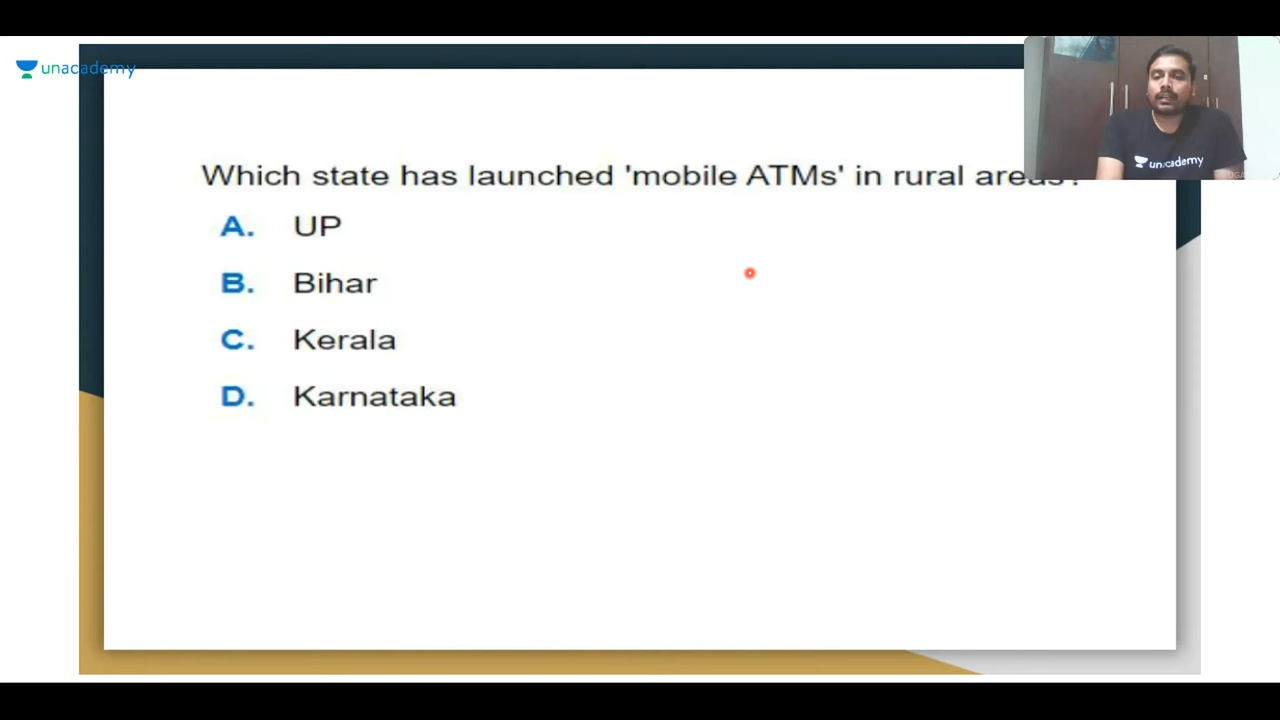 unacademy
unacademy
Which state has launched 'mobile ATMs' in rural areas?
A. UP
B. Bihar
C. Kerala
D. Karnataka